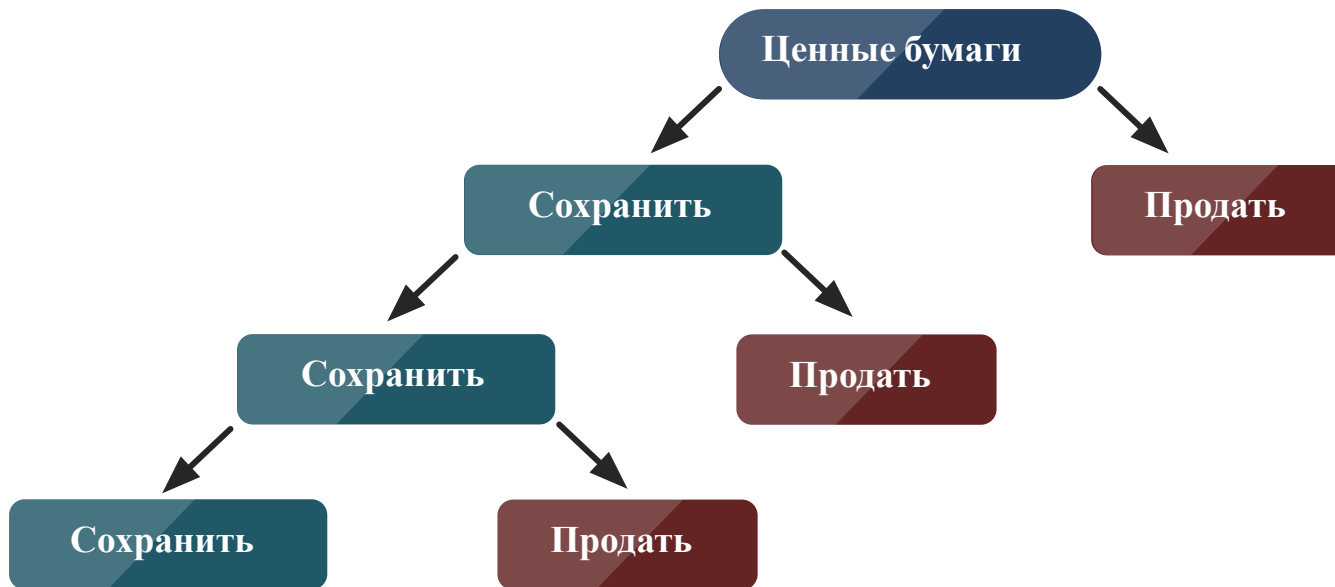 Ценные бумаги
Сохранить
Продать
Сохранить
Продать
Сохранить
Продать